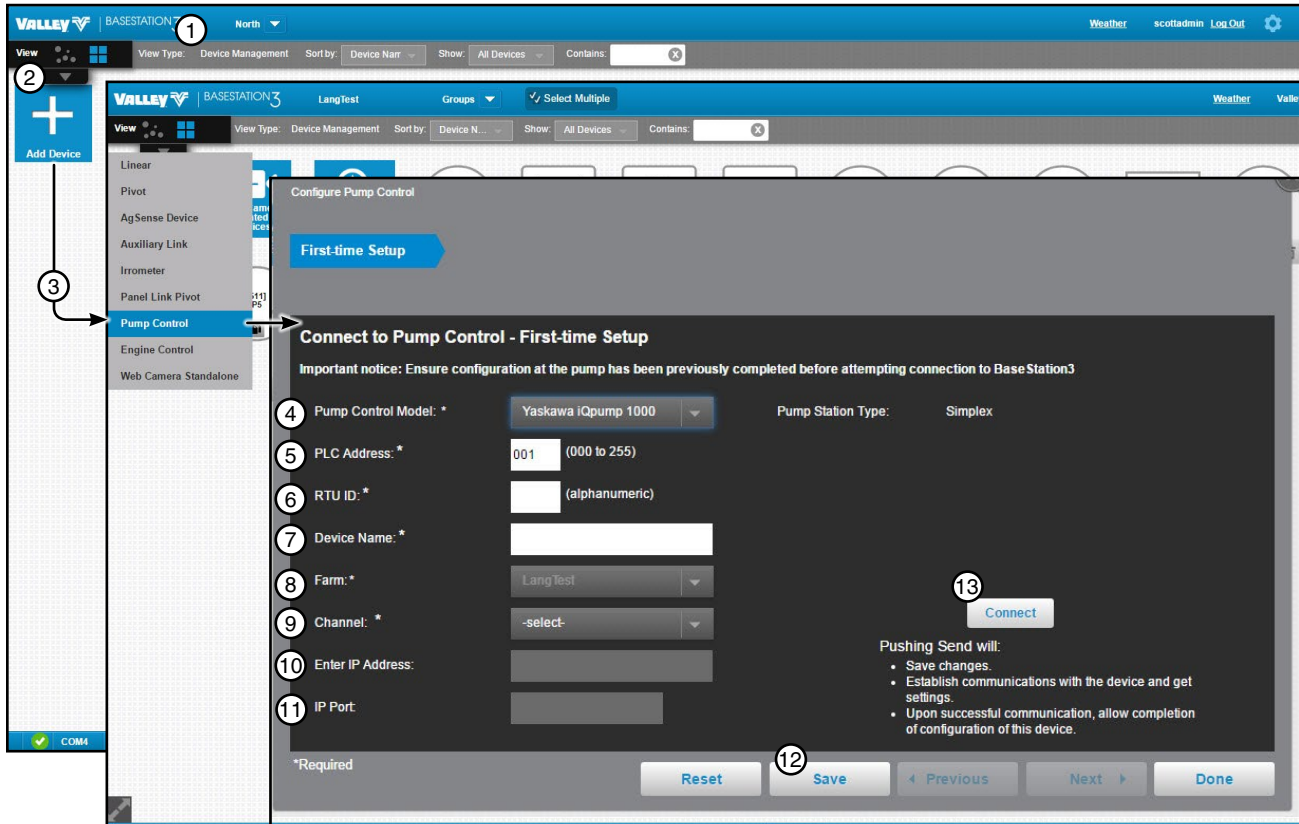 VALLEY | BASESTATION 1 North Weather scottadmin Log Out
View View Type: Device Management Sort by: Device Narr Show: All Devices Contains: X
2
Add Device
VALLEY | BASESTATION3 LangTest Groups Select Multiple Weather Valle
View View Type: Device Management Sort by: Device N... Show: All Devices Contains: X
Linear
Pivot
AgSense Device
Auxiliary Link
Irrometer
Panel Link Pivot
Pump Control
Engine Control
Web Camera Standalone
3
ame
ted
ices
511]
P5
Configure Pump Control
First-time Setup
Connect to Pump Control - First-time Setup
Important notice: Ensure configuration at the pump has been previously completed before attempting connection to BaseStation3
4 Pump Control Model: * Yaskawa iQpump 1000 Pump Station Type: Simplex
5 PLC Address: * 001 (000 to 255)
6 RTU ID: * (alphanumeric)
7 Device Name: *
8 Farm: * LangTest
9 Channel: * -select-
10 Enter IP Address:
11 IP Port:
13
Connect
Pushing Send will:
• Save changes.
• Establish communications with the device and get
settings.
• Upon successful communication, allow completion
of configuration of this device.
COM4
*Required
12
Reset Save Previous Next Done